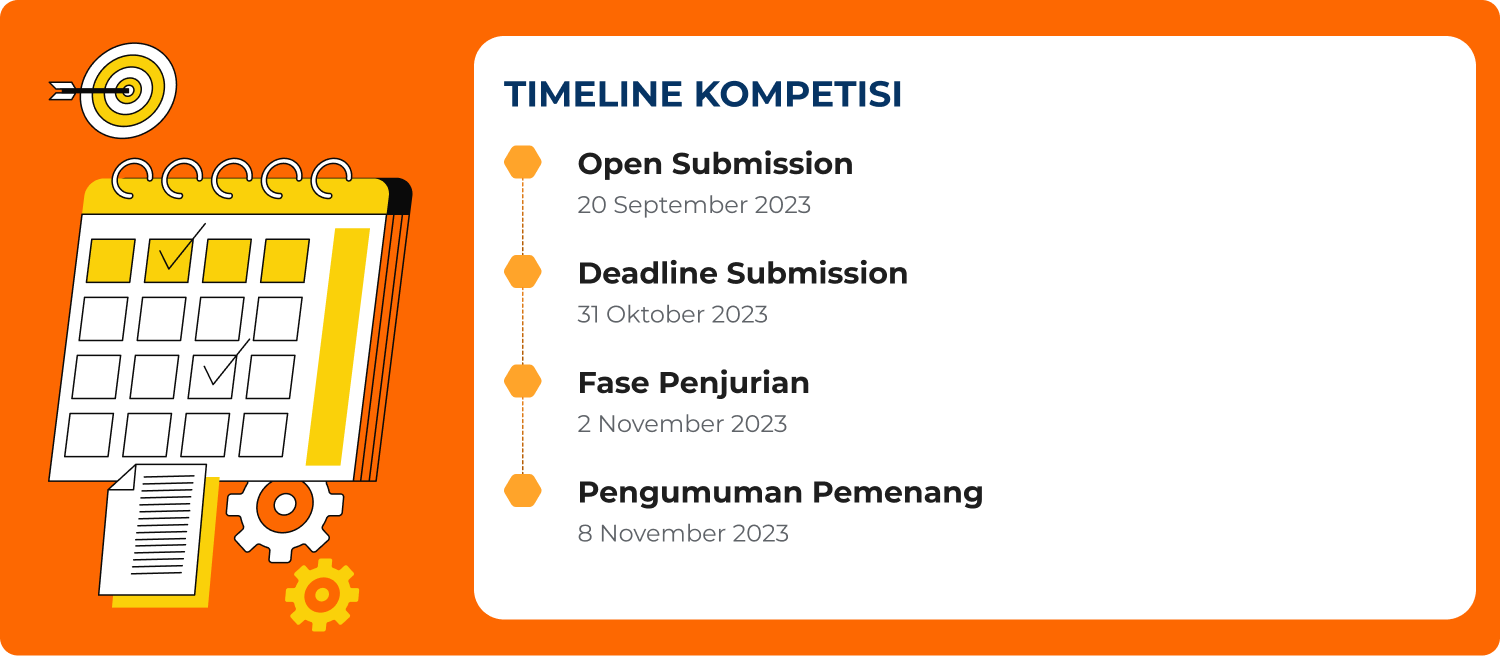 TIMELINE KOMPETISI
Open Submission
20 September 2023
Deadline Submission
31 Oktober 2023
Fase Penjurian
2 November 2023
Pengumuman Pemenang
8 November 2023